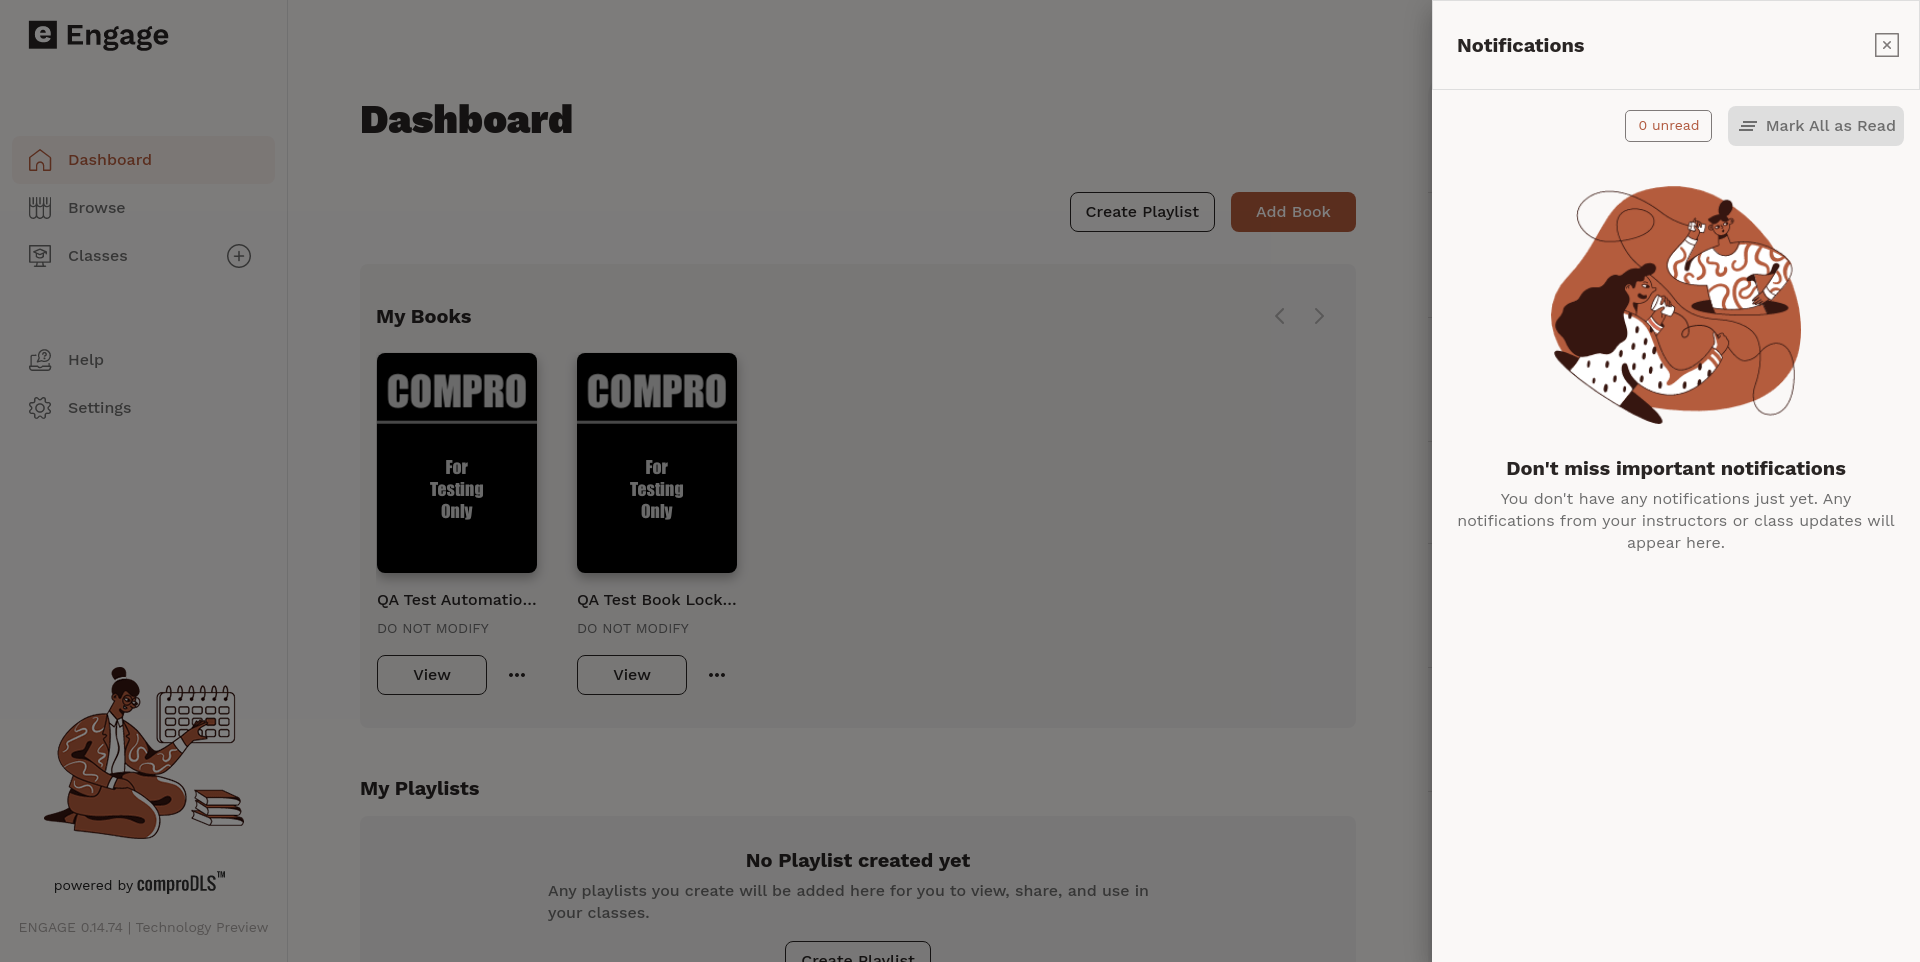 e Engage
Dashboard
Browse
Classes
Help
Settings
powered by comproDLS™
ENGAGE 0.14.74 | Technology Preview
Dashboard
Create Playlist
Add Book
My Books
COMPRO
For
Testing
Only
QA Test Automatio...
DO NOT MODIFY
View
COMPRO
For
Testing
Only
QA Test Book Lock...
DO NOT MODIFY
View
My Playlists
No Playlist created yet
Any playlists you create will be added here for you to view, share, and use in
your classes.
Create Playlist
Notifications
0 unread
Mark All as Read
Don't miss important notifications
You don't have any notifications just yet. Any
notifications from your instructors or class updates will
appear here.